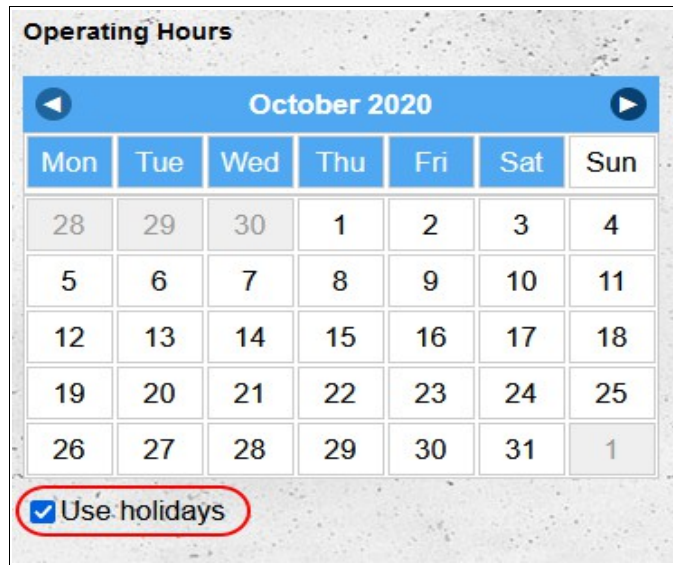 Operating Hours
October 2020
Mon Tue Wed Thu Fri Sat Sun
28 29 30 1 2 3 4
5 6 7 8 9 10 11
12 13 14 15 16 17 18
19 20 21 22 23 24 25
26 27 28 29 30 31 1
Use holidays